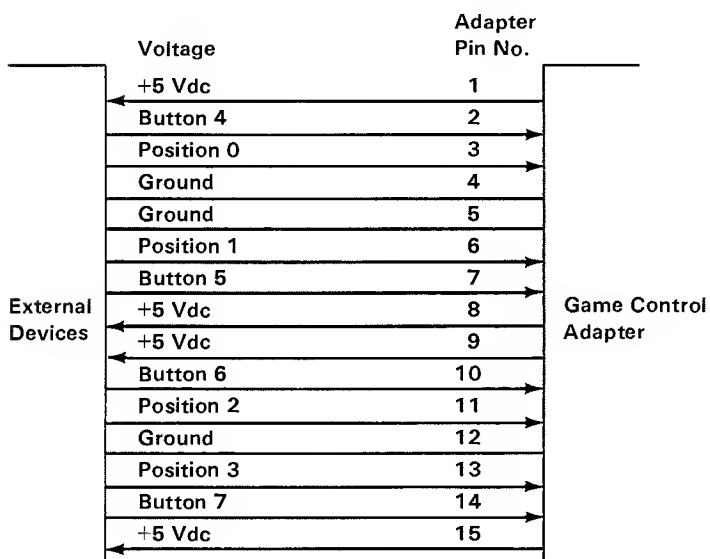 Voltage Adapter Pin No.
+5 Vdc 1
Button 4 2
Position 0 3
Ground 4
Ground 5
Position 1 6
Button 5 7
External Devices +5 Vdc 8 Game Control Adapter
+5 Vdc 9
Button 6 10
Position 2 11
Ground 12
Position 3 13
Button 7 14
+5 Vdc 15